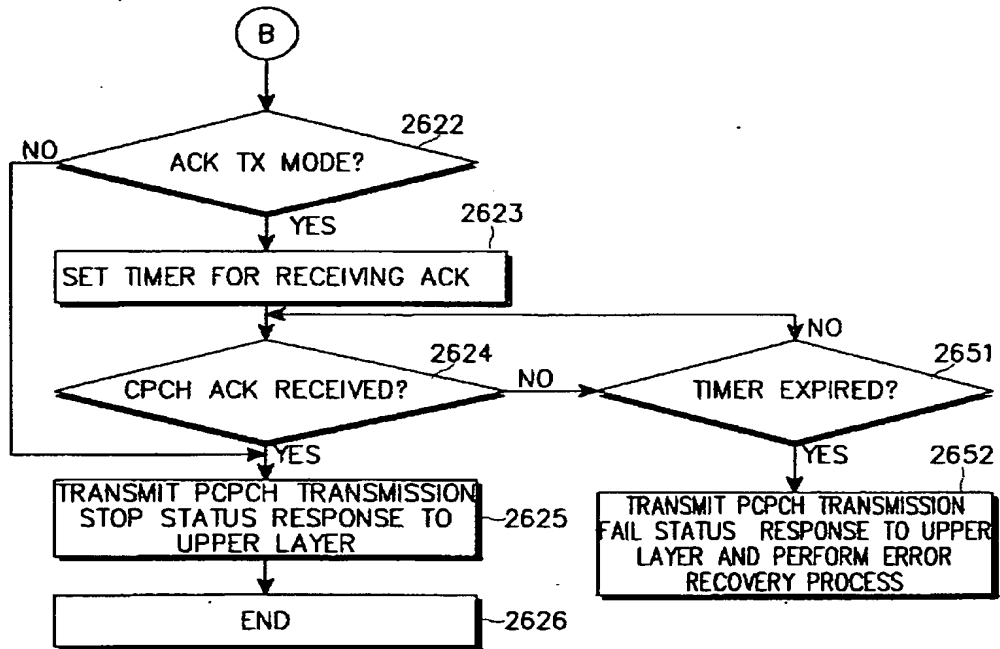 B
2622
NO
ACK TX MODE?
YES
2623
SET TIMER FOR RECEIVING ACK
NO
2624
2651
CPCH ACK RECEIVED?
NO
TIMER EXPIRED?
YES
YES
2652
TRANSMIT PCPCH TRANSMISSION
STOP STATUS RESPONSE TO
UPPER LAYER
2625
TRANSMIT PCPCH TRANSMISSION
FAIL STATUS RESPONSE TO UPPER
LAYER AND PERFORM ERROR
RECOVERY PROCESS
END
2626